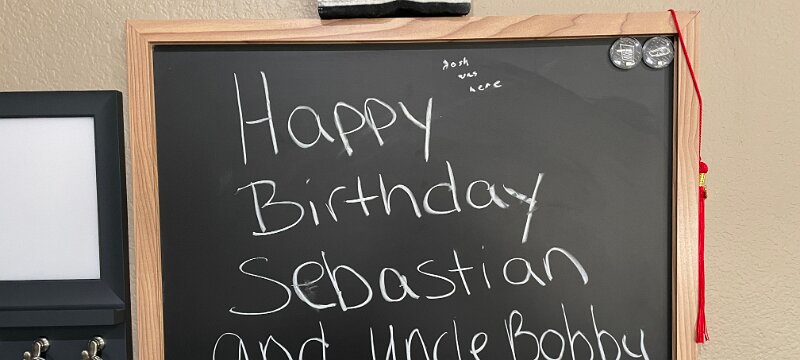 Josh
was
here
Happy
Birthday
Sebastian
and Uncle Bobby